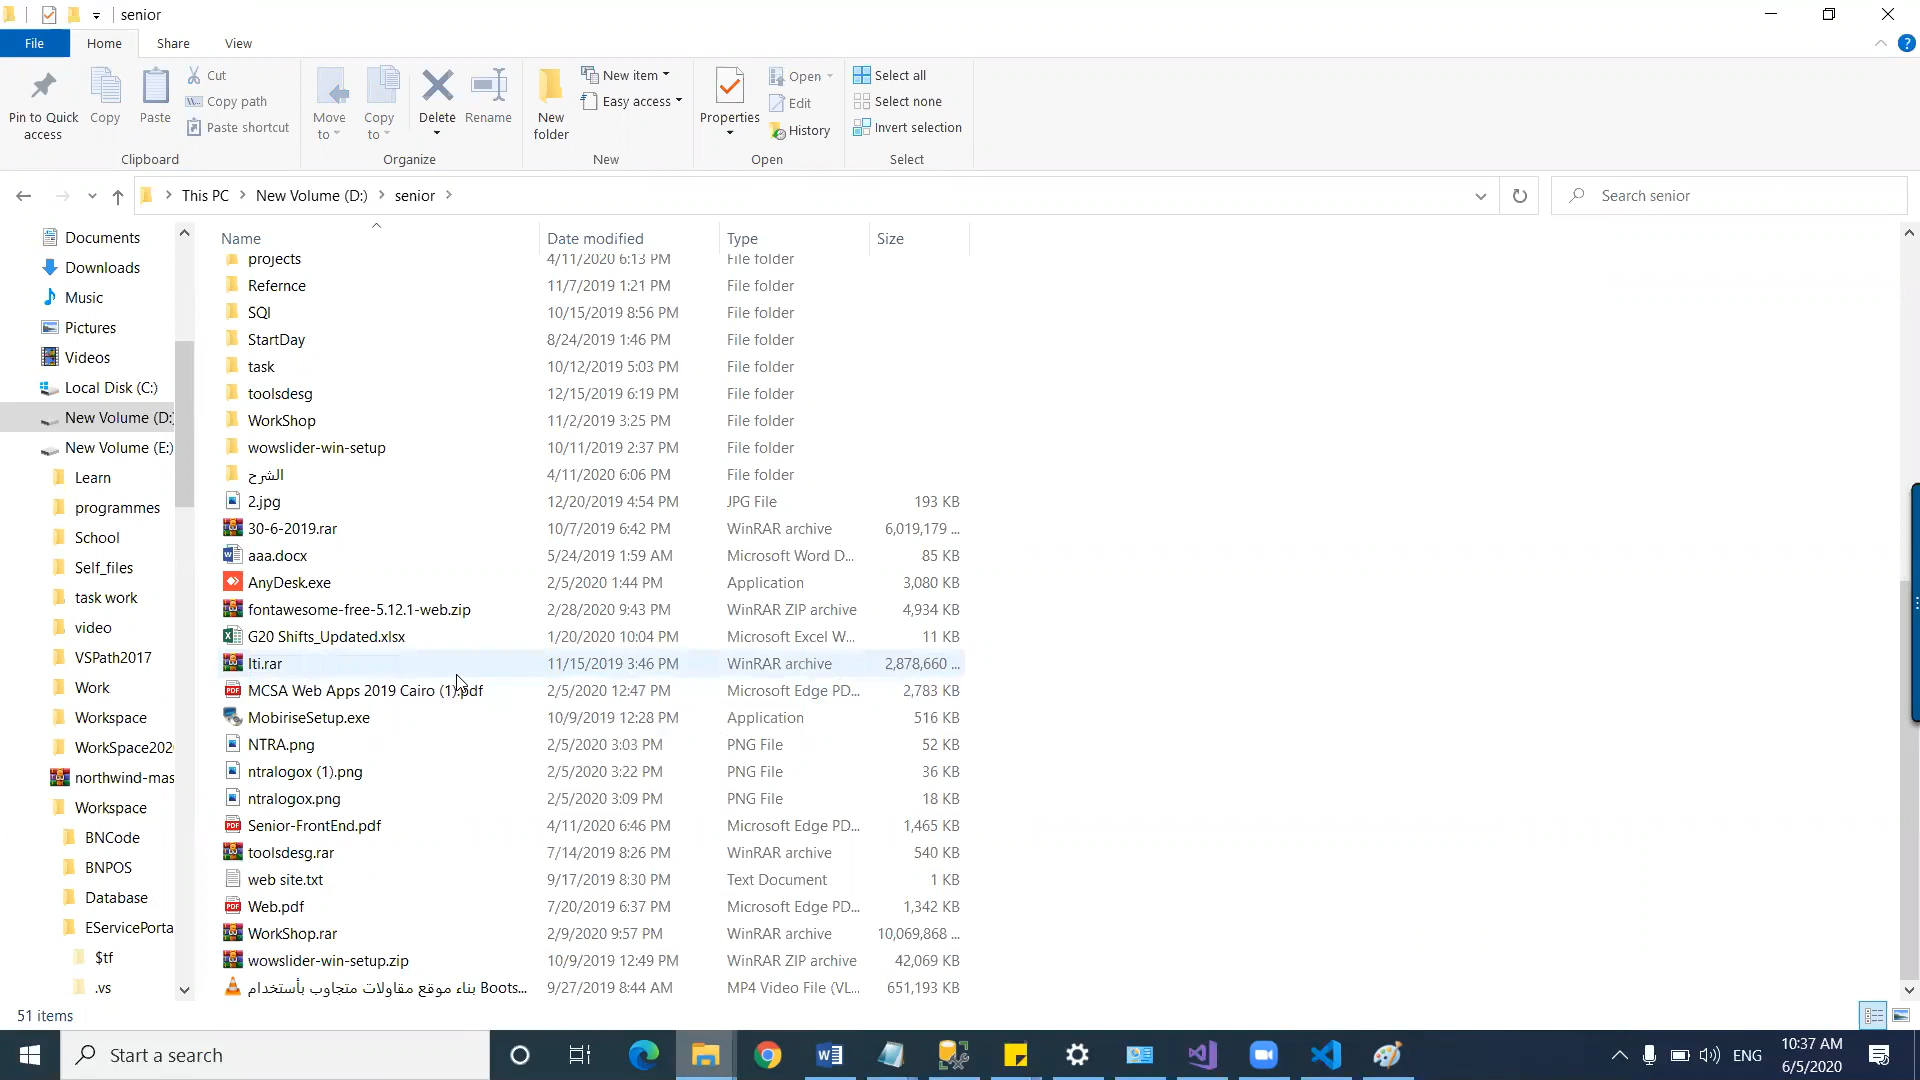 senior
File
Home
Share
View
Pin to Quick access
Copy
Paste
Cut
Copy path
Paste shortcut
Clipboard
Move to
Copy to
Delete
Rename
Organize
New folder
New item
Easy access
New
Properties
Open
Edit
History
Open
Select all
Select none
Invert selection
Select
This PC
New Volume (D:)
senior
Search senior
Documents
Downloads
Music
Pictures
Videos
Local Disk (C:)
New Volume (D:)
New Volume (E:)
Learn
programmes
School
Self_files
task work
video
VSPath2017
Work
Workspace
WorkSpace202
northwind-mas
Workspace
BNCode
BNPOS
Database
EServicePorta
$tf
.vs
Name Date modified Type Size
projects 4/11/2020 6:13 PM File folder
Refernce 11/7/2019 1:21 PM File folder
SQl 10/15/2019 8:56 PM File folder
StartDay 8/24/2019 1:46 PM File folder
task 10/12/2019 5:03 PM File folder
toolsdesg 12/15/2019 6:19 PM File folder
WorkShop 11/2/2019 3:25 PM File folder
wowslider-win-setup 10/11/2019 2:37 PM File folder
الشرح 4/11/2020 6:06 PM File folder
2.jpg 12/20/2019 4:54 PM JPG File 193 KB
30-6-2019.rar 10/7/2019 6:42 PM WinRAR archive 6,019,179 ...
aaa.docx 5/24/2019 1:59 AM Microsoft Word D... 85 KB
AnyDesk.exe 2/5/2020 1:44 PM Application 3,080 KB
fontawesome-free-5.12.1-web.zip 2/28/2020 9:43 PM WinRAR ZIP archive 4,934 KB
G20 Shifts_Updated.xlsx 1/20/2020 10:04 PM Microsoft Excel W... 11 KB
Iti.rar 11/15/2019 3:46 PM WinRAR archive 2,878,660 ...
MCSA Web Apps 2019 Cairo (1).pdf 2/5/2020 12:47 PM Microsoft Edge PD... 2,783 KB
MobiriseSetup.exe 10/9/2019 12:28 PM Application 516 KB
NTRA.png 2/5/2020 3:03 PM PNG File 52 KB
ntralogox (1).png 2/5/2020 3:22 PM PNG File 36 KB
ntralogox.png 2/5/2020 3:09 PM PNG File 18 KB
Senior-FrontEnd.pdf 4/11/2020 6:46 PM Microsoft Edge PD... 1,465 KB
toolsdesg.rar 7/14/2019 8:26 PM WinRAR archive 540 KB
web site.txt 9/17/2019 8:30 PM Text Document 1 KB
Web.pdf 7/20/2019 6:37 PM Microsoft Edge PD... 1,342 KB
WorkShop.rar 2/9/2020 9:57 PM WinRAR archive 10,069,868 ...
wowslider-win-setup.zip 10/9/2019 12:49 PM WinRAR ZIP archive 42,069 KB
بناء موقع مقاولات متجاوب بأستخدام Boots... 9/27/2019 8:44 AM MP4 Video File (VL... 651,193 KB
51 items
Start a search
ENG
10:37 AM
6/5/2020